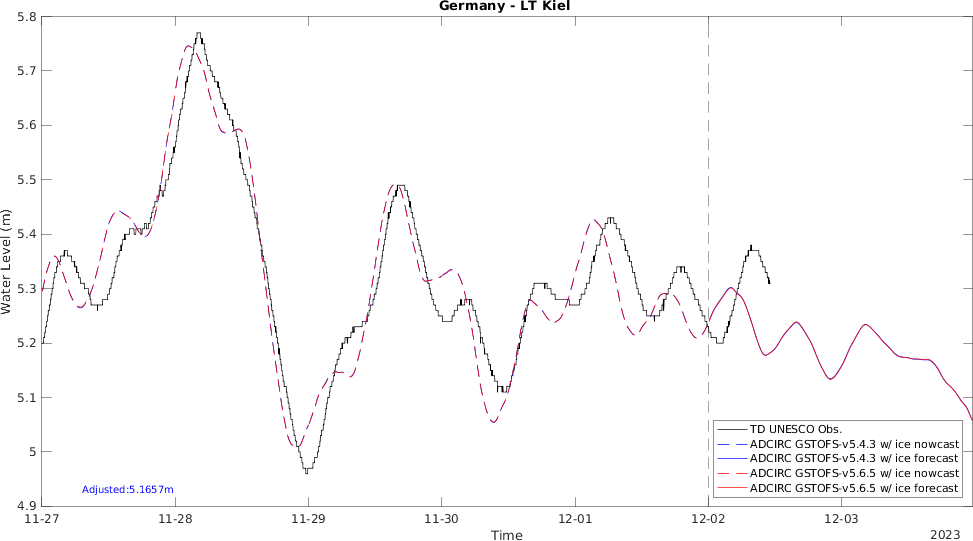 Germany - LT Kiel
5.8
5.7
5.6
5.5
5.4
5.3
5.2
5.1
5
4.9
Water Level (m)
Adjusted:5.1657m
TD UNESCO Obs.
ADCIRC GSTOFS-v5.4.3 w/ ice nowcast
ADCIRC GSTOFS-v5.4.3 w/ ice forecast
ADCIRC GSTOFS-v5.6.5 w/ ice nowcast
ADCIRC GSTOFS-v5.6.5 w/ ice forecast
11-27 11-28 11-29 11-30 12-01 12-02 12-03
Time
2023